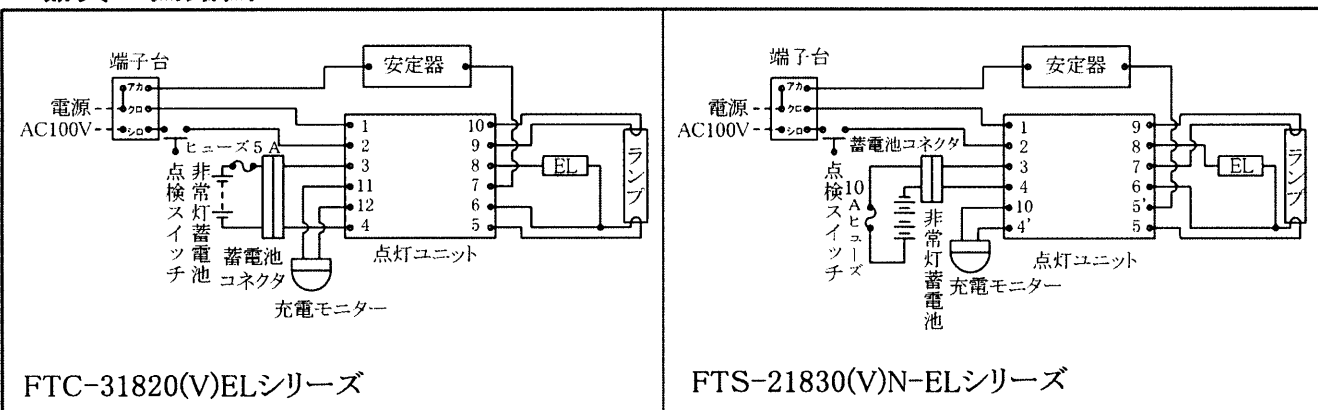 端子台
アカ
電源
クロ
AC100V
シロ
安定器
ヒューズ5A
点検スイッチ
非常灯蓄電池
蓄電池
コネクタ
充電モニター
1
2
3
11
12
4
10
9
8
7
6
5
点灯ユニット
EL
ランプ
FTC-31820(V)ELシリーズ
端子台
アカ
電源
クロ
AC100V
シロ
安定器
蓄電池コネクタ
点検スイッチ
10Aヒューズ
非常灯蓄電池
充電モニター
1
2
3
4
10
4'
9
8
7
6
5'
5
点灯ユニット
EL
ランプ
FTS-21830(V)N-ELシリーズ